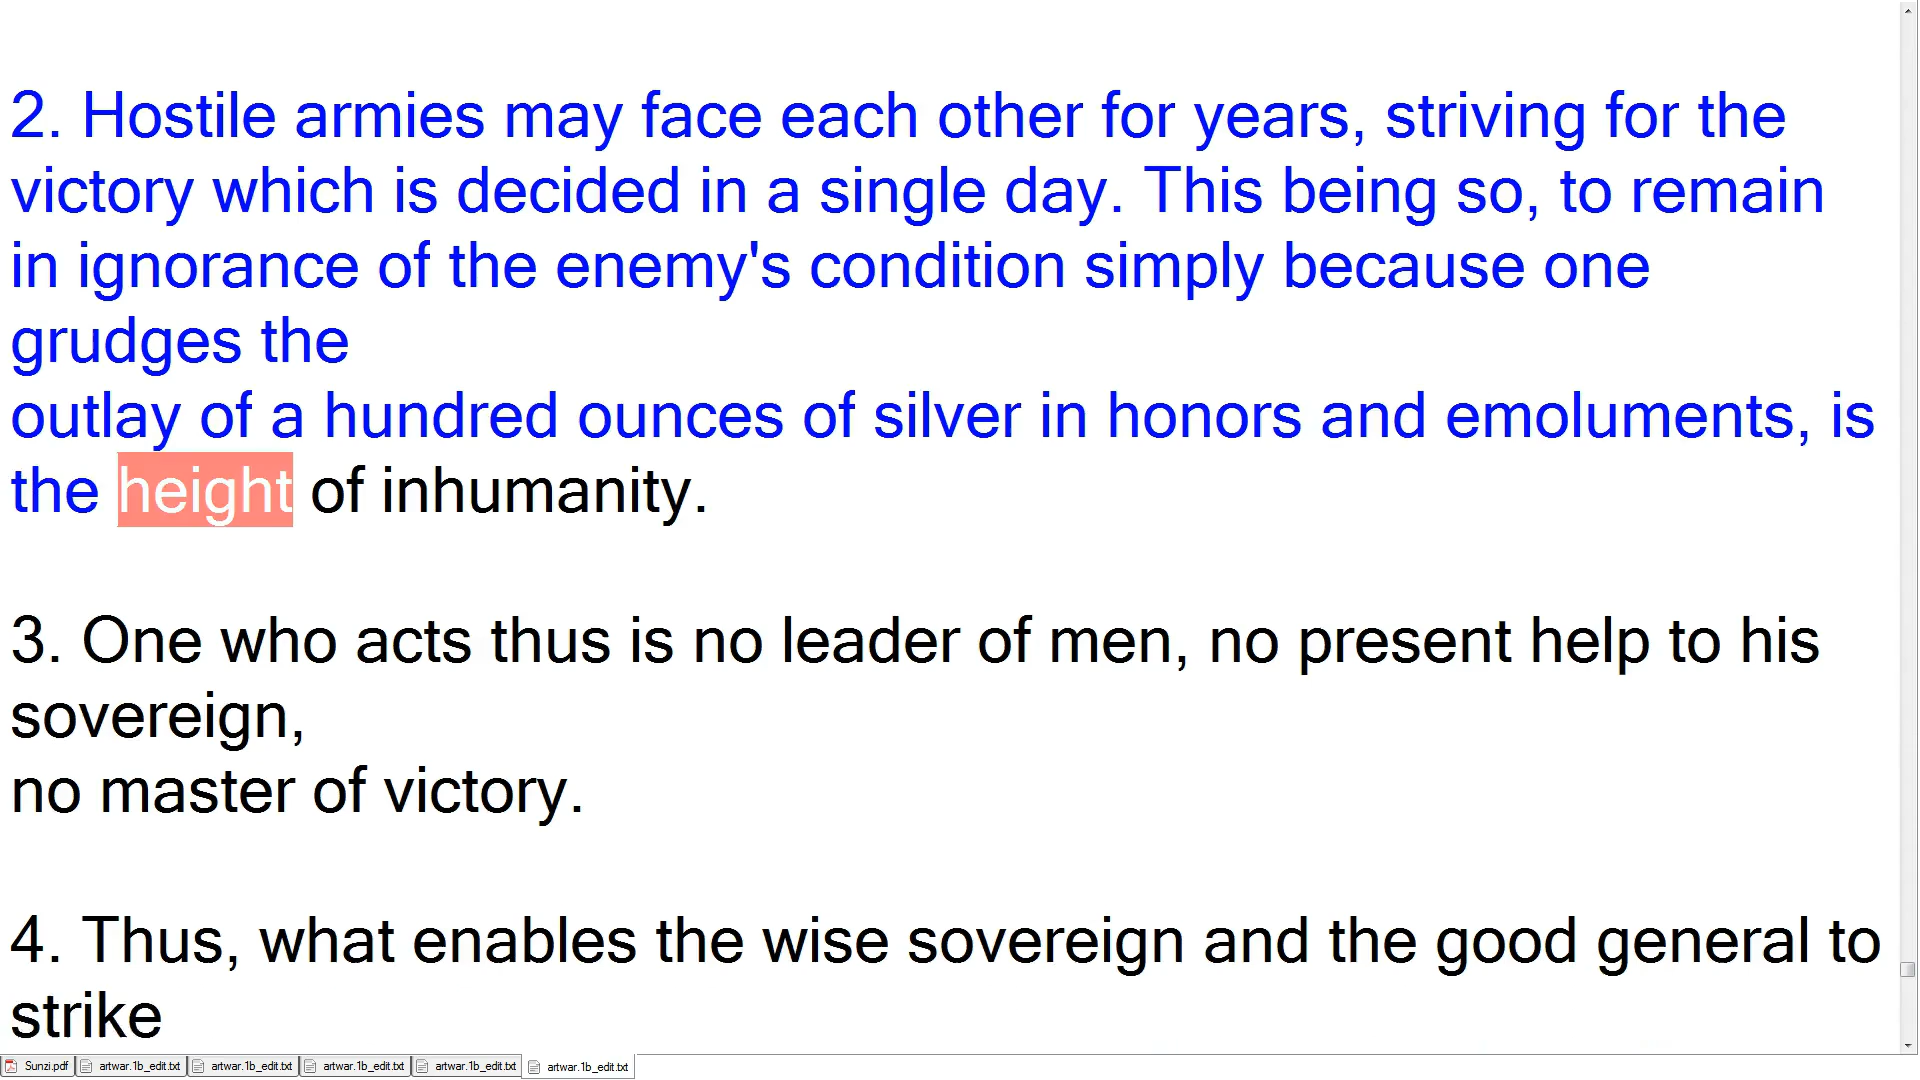 2. Hostile armies may face each other for years, striving for the
victory which is decided in a single day. This being so, to remain
in ignorance of the enemy's condition simply because one
grudges the
outlay of a hundred ounces of silver in honors and emoluments, is
the height of inhumanity.
3. One who acts thus is no leader of men, no present help to his
sovereign,
no master of victory.
4. Thus, what enables the wise sovereign and the good general to
strike
Sunzi.pdf artwar.1b_edit.txt artwar.1b_edit.txt artwar.1b_edit.txt artwar.1b_edit.txt artwar.1b_edit.txt